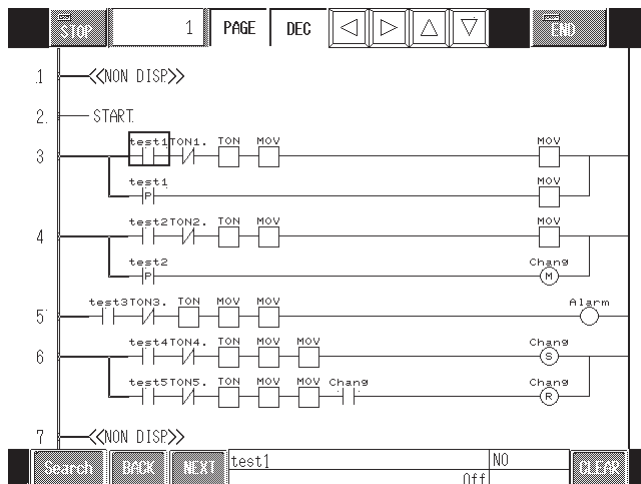 STOP 1 PAGE DEC END
1 <<NON DISP>>
2. START.
test1 TON1. TON MOV MOV
3
test1 MOV
P
test2 TON2. TON MOV MOV
4
test2 Chang
P M
test3 TON3. TON MOV MOV Alarm
5
test4 TON4. TON MOV MOV Chang
6 S
test5 TON5. TON MOV MOV Chang Chang
R
7 <<NON DISP>>
Search BACK NEXT test1 NO CLEAR
Off